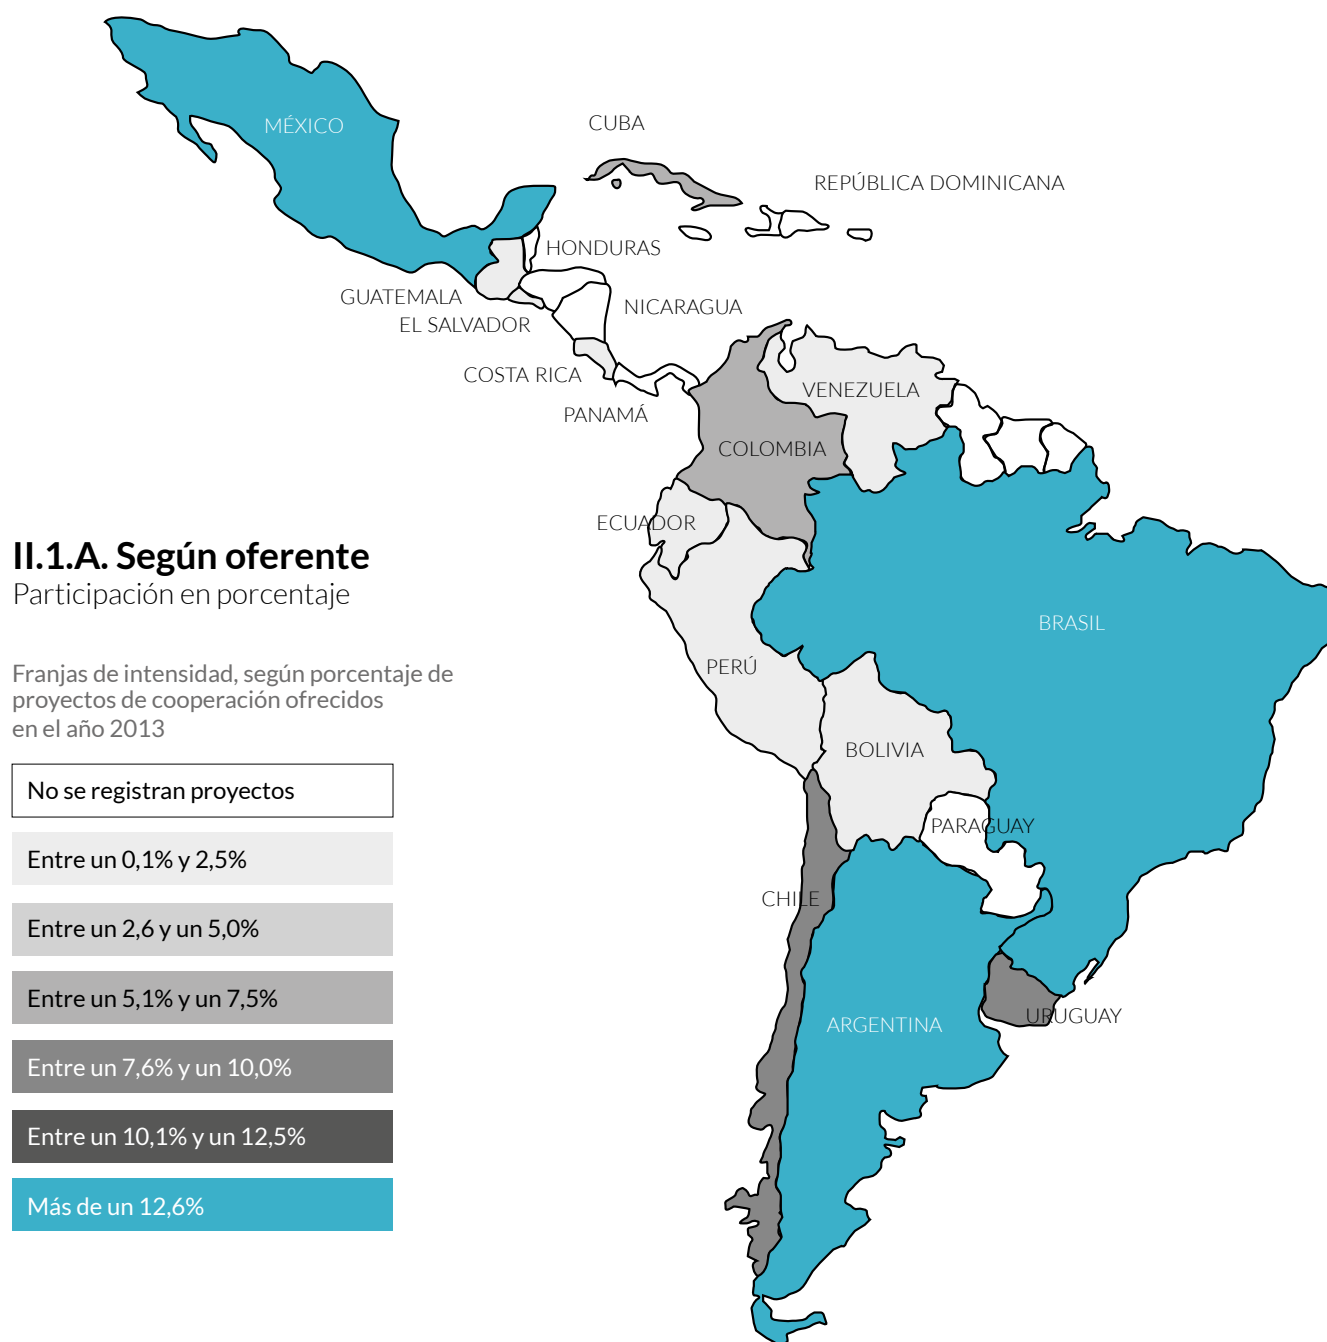 MÉXICO
CUBA
REPÚBLICA DOMINICANA
HONDURAS
GUATEMALA
NICARAGUA
EL SALVADOR
COSTA RICA
PANAMÁ
VENEZUELA
COLOMBIA
ECUADOR
BRASIL
PERÚ
BOLIVIA
PARAGUAY
CHILE
URUGUAY
ARGENTINA
II.1.A. Según oferente
Participación en porcentaje
Franjas de intensidad, según porcentaje de
proyectos de cooperación ofrecidos
en el año 2013
No se registran proyectos
Entre un 0,1% y 2,5%
Entre un 2,6 y un 5,0%
Entre un 5,1% y un 7,5%
Entre un 7,6% y un 10,0%
Entre un 10,1% y un 12,5%
Más de un 12,6%